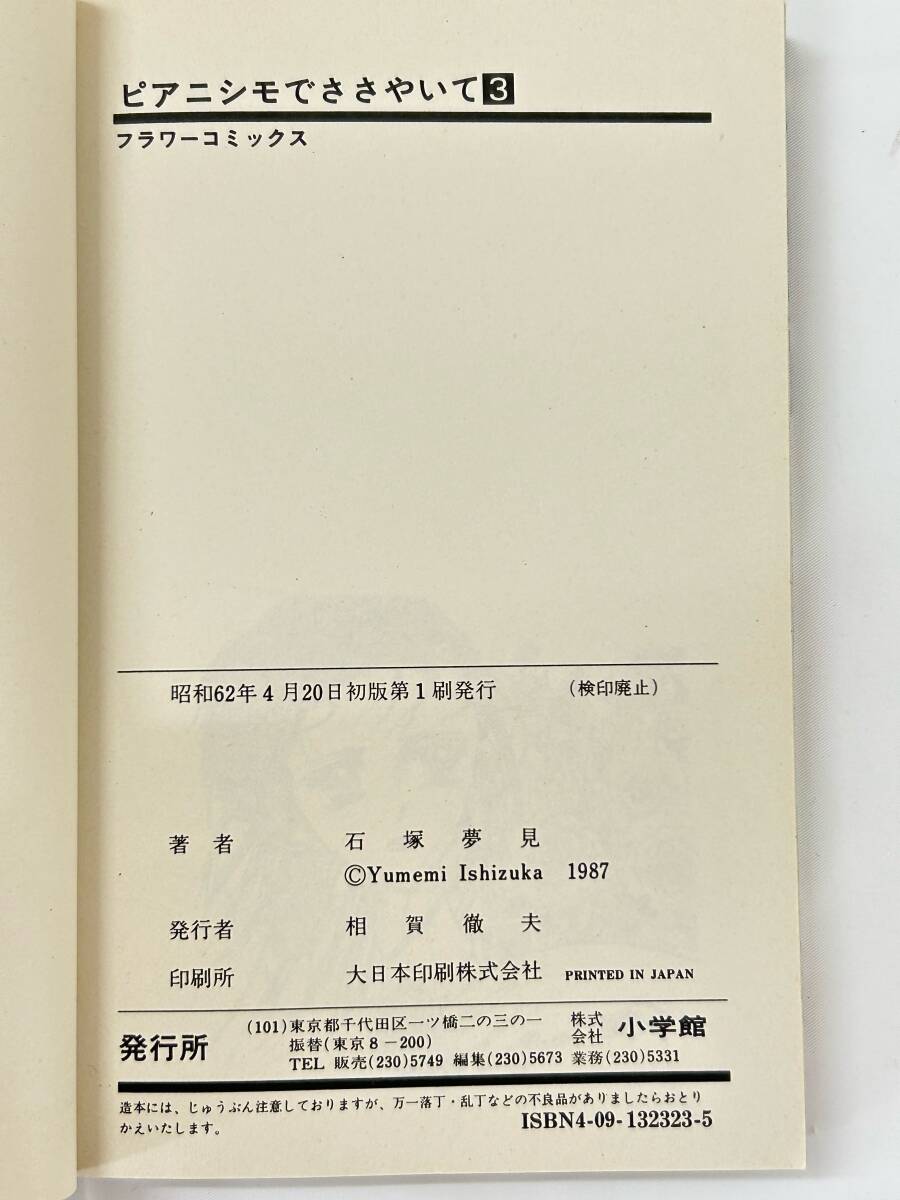 ピアニシモでささやいて3
フラワーコミックス
昭和62年4月20日初版第1刷発行 （検印廃止）
著者 石塚夢見
©Yumemi Ishizuka 1987
発行者 相賀徹夫
印刷所 大日本印刷株式会社 PRINTED IN JAPAN
発行所 (101)東京都千代田区一ツ橋二の三の一 株式会社 小学館
振替(東京8－200)
TEL 販売(230)5749 編集(230)5673 業務(230)5331
造本には、じゅうぶん注意しておりますが、万一落丁・乱丁などの不良品がありましたらおとり
かえいたします。 ISBN4-09-132323-5